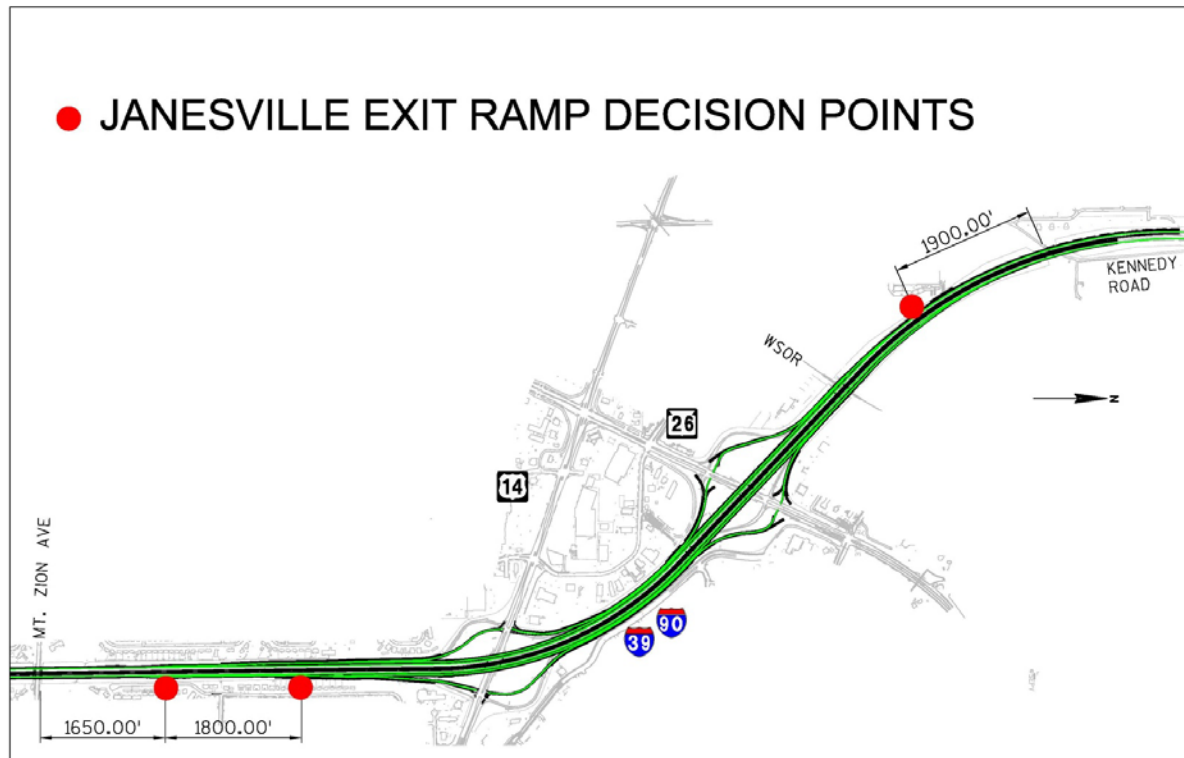 JANESVILLE EXIT RAMP DECISION POINTS
1900.00'
KENNEDY
ROAD
WSOR
N
26
14
MT. ZION AVE
90
39
1650.00'
1800.00'